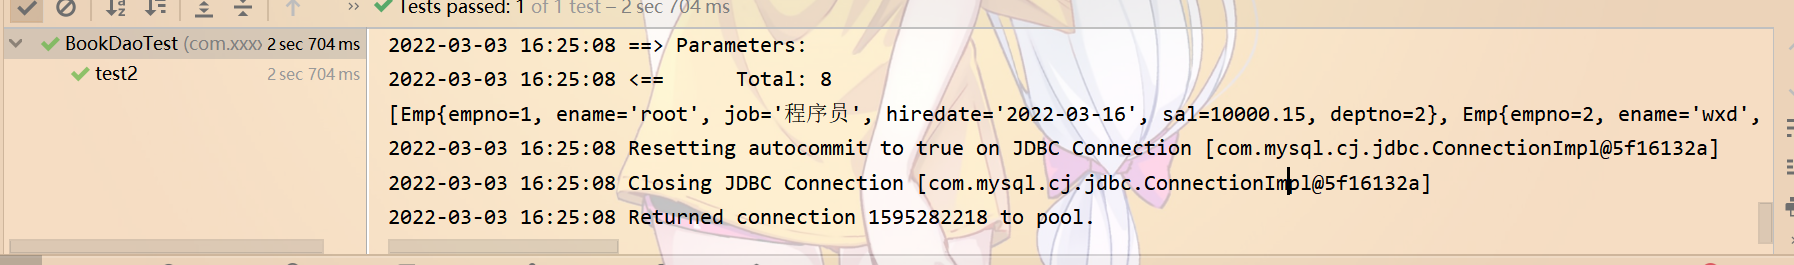 Tests passed: 1 of 1 test – 2 sec 704 ms
BookDaoTest (com.xxxx 2 sec 704 ms
test2 2 sec 704 ms
2022-03-03 16:25:08 ==> Parameters:
2022-03-03 16:25:08 <==      Total: 8
[Emp{empno=1, ename='root', job='程序员', hiredate='2022-03-16', sal=10000.15, deptno=2}, Emp{empno=2, ename='wxd',
2022-03-03 16:25:08 Resetting autocommit to true on JDBC Connection [com.mysql.cj.jdbc.ConnectionImpl@5f16132a]
2022-03-03 16:25:08 Closing JDBC Connection [com.mysql.cj.jdbc.ConnectionImpl@5f16132a]
2022-03-03 16:25:08 Returned connection 1595282218 to pool.